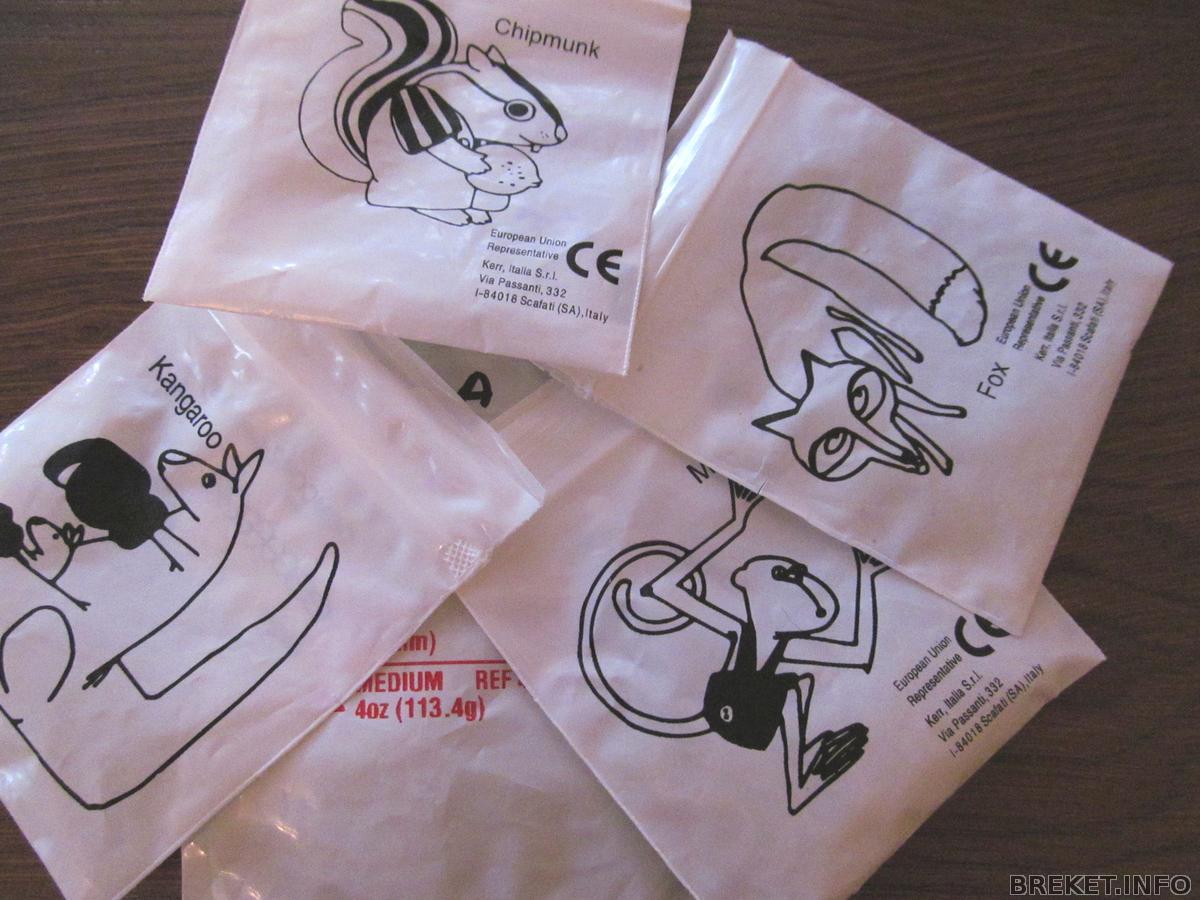 Chipmunk
European Union
Representative
CE
Kerr, Italia S.r.l.
Via Passanti, 332
I-84018 Scafati (SA), Italy
Fox
European Union
Representative
CE
Kerr, Italia S.r.l.
Via Passanti, 332
I-84018 Scafati (SA), Italy
Kangaroo
A
M
European Union
Representative
CE
Kerr, Italia S.r.l.
Via Passanti, 332
I-84018 Scafati (SA), Italy
MEDIUM REF
4oz (113.4g)
BREKET.INFO